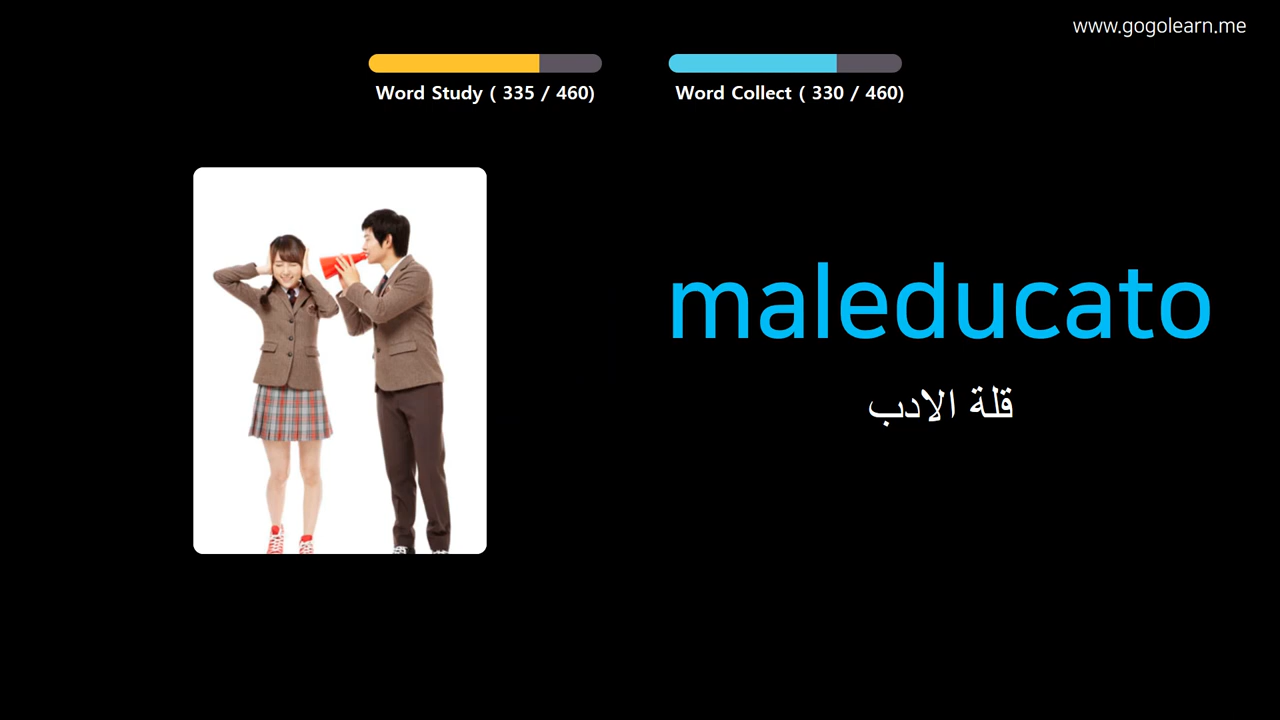 www.gogolearn.me
Word Study ( 335 / 460)
Word Collect ( 330 / 460)
maleducato
قلة الادب